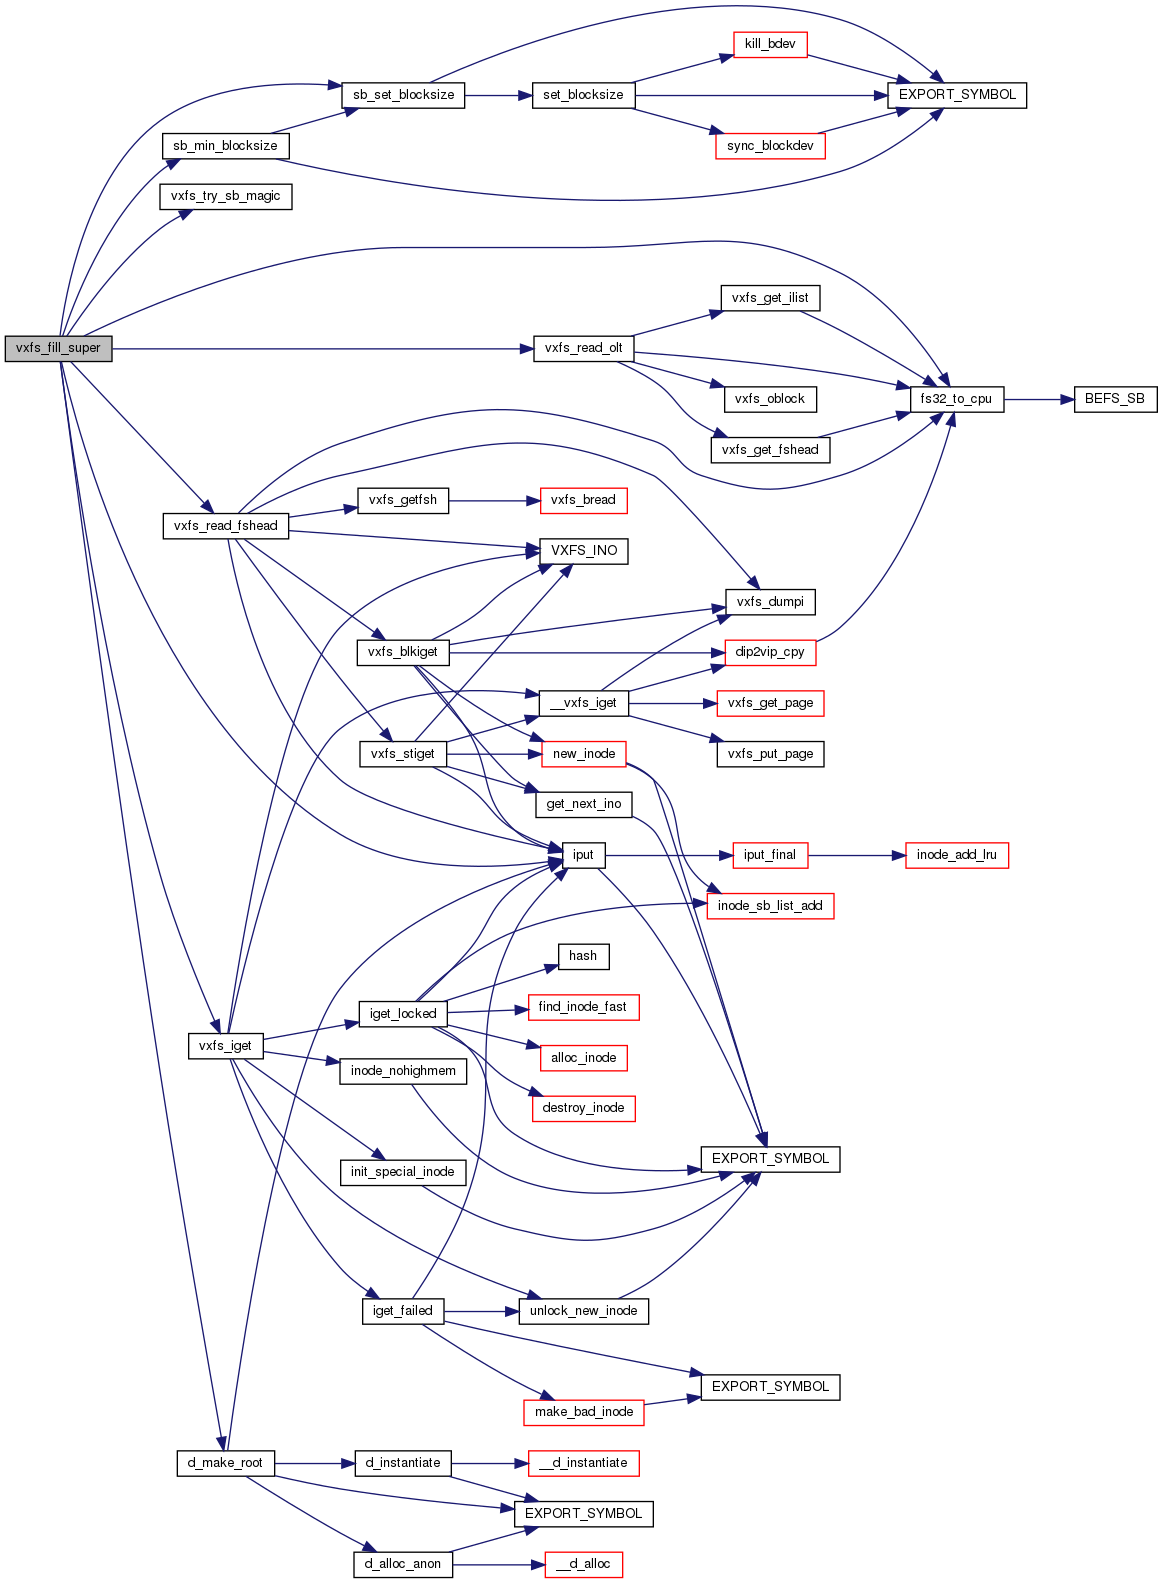 kill_bdev
sb_set_blocksize
set_blocksize
EXPORT_SYMBOL
sb_min_blocksize
sync_blockdev
vxfs_try_sb_magic
vxfs_get_ilist
vxfs_fill_super
vxfs_read_olt
vxfs_oblock
fs32_to_cpu
BEFS_SB
vxfs_get_fshead
vxfs_getfsh
vxfs_bread
vxfs_read_fshead
VXFS_INO
vxfs_dumpi
vxfs_blkiget
dip2vip_cpy
__vxfs_iget
vxfs_get_page
vxfs_stiget
new_inode
vxfs_put_page
get_next_ino
iput
iput_final
inode_add_lru
inode_sb_list_add
hash
find_inode_fast
iget_locked
vxfs_iget
alloc_inode
inode_nohighmem
destroy_inode
EXPORT_SYMBOL
init_special_inode
iget_failed
unlock_new_inode
EXPORT_SYMBOL
make_bad_inode
d_make_root
d_instantiate
__d_instantiate
EXPORT_SYMBOL
d_alloc_anon
__d_alloc